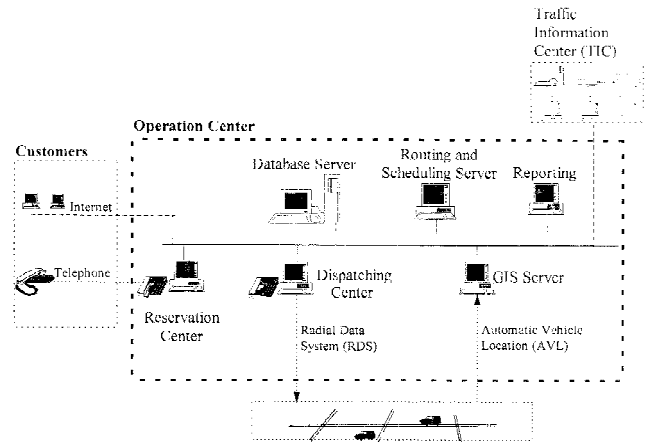 Traffic
Information
Center (TIC)
Operation Center
Customers
Database Server
Routing and
Scheduling Server
Reporting
Internet
Telephone
Dispatching
Center
GIS Server
Reservation
Center
Radial Data
System (RDS)
Automatic Vehicle
Location (AVL)